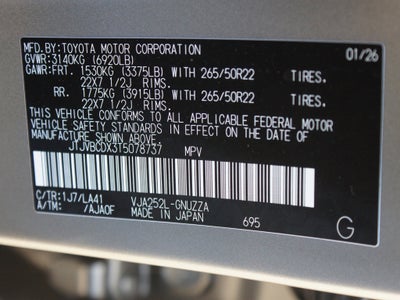 MFD.BY:TOYOTA MOTOR CORPORATION 01/26
GVWR:3140KG (6920LB)
GAWR:FRT. 1530KG (3375LB) WITH 265/50R22 TIRES.
22X7 1/2J RIMS.
RR. 1775KG (3915LB) WITH 265/50R22 TIRES.
22X7 1/2J RIMS.
THIS VEHICLE CONFORMS TO ALL APPLICABLE FEDERAL MOTOR
VEHICLE SAFETY STANDARDS IN EFFECT ON THE DATE OF
MANUFACTURE SHOWN ABOVE.
JTJVBCDX3T5078737 MPV
C/TR:1J7/LA41 VJA252L-GNUZZA
A/TM: /AJA0F MADE IN JAPAN 695 G